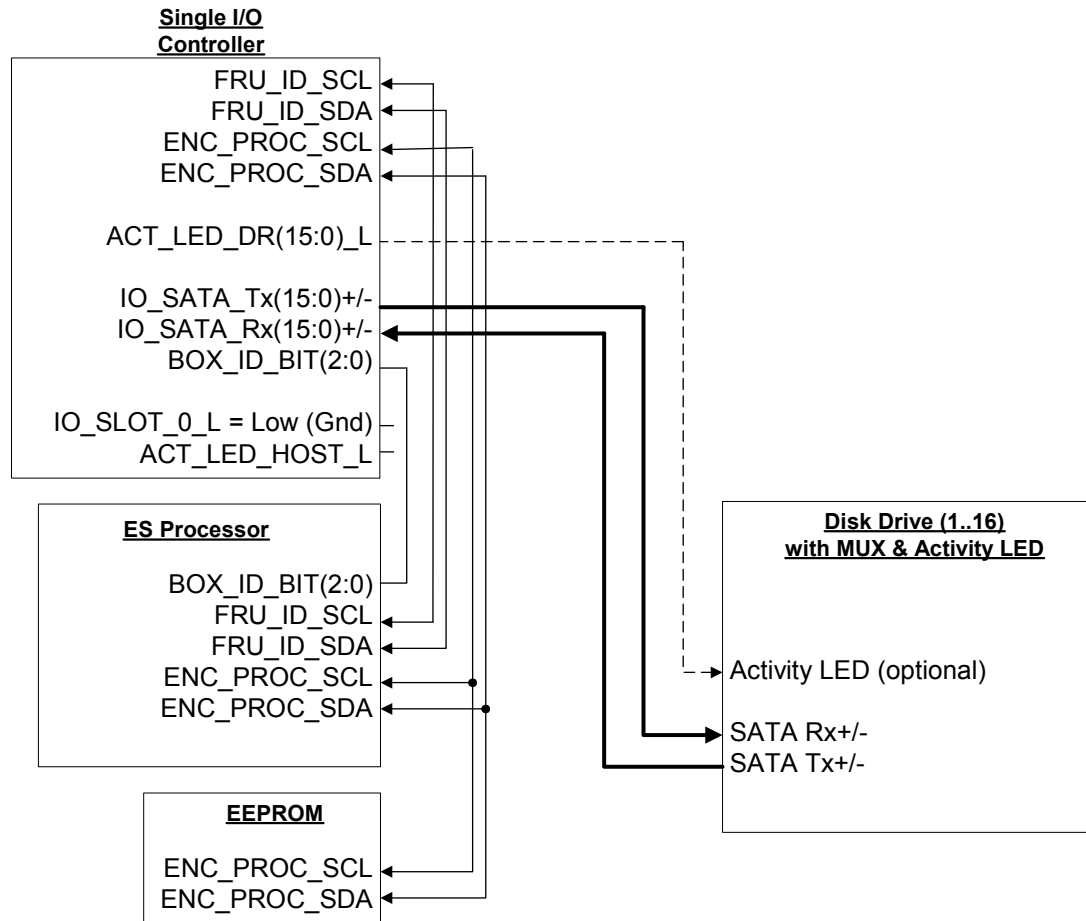 Single I/O
Controller
FRU_ID_SCL
FRU_ID_SDA
ENC_PROC_SCL
ENC_PROC_SDA
ACT_LED_DR(15:0)_L
IO_SATA_Tx(15:0)+/-
IO_SATA_Rx(15:0)+/-
BOX_ID_BIT(2:0)
IO_SLOT_0_L = Low (Gnd)
ACT_LED_HOST_L
ES Processor
BOX_ID_BIT(2:0)
FRU_ID_SCL
FRU_ID_SDA
ENC_PROC_SCL
ENC_PROC_SDA
EEPROM
ENC_PROC_SCL
ENC_PROC_SDA
Disk Drive (1..16)
with MUX & Activity LED
Activity LED (optional)
SATA Rx+/-
SATA Tx+/-